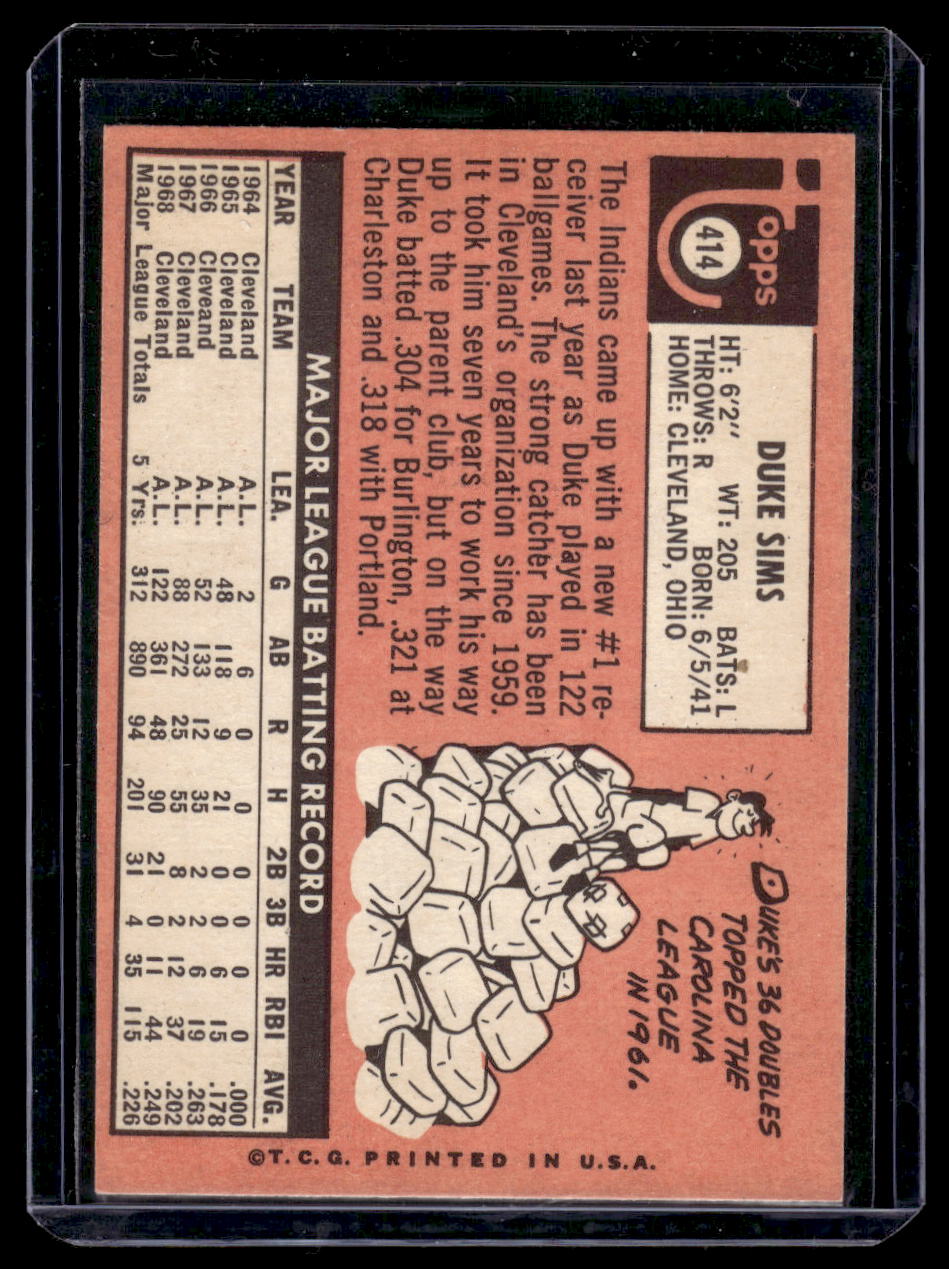 Topps
414
DUKE SIMS
HT: 6'2" WT: 205 BATS: L
THROWS: R BORN: 6/5/41
HOME: CLEVELAND, OHIO
The Indians came up with a new #1 re-
ceiver last year as Duke played in 122
ballgames. The strong catcher has been
in Cleveland's organization since 1959.
It took him seven years to work his way
up to the parent club, but on the way
Duke batted .304 for Burlington, .321 at
Charleston and .318 with Portland.
DUKE'S 36 DOUBLES
TOPPED THE
CAROLINA
LEAGUE
IN 1961.
MAJOR LEAGUE BATTING RECORD
YEAR TEAM LEA. G AB R H 2B 3B HR RBI AVG.
1964 Cleveland A.L. 2 6 0 0 0 0 0 0 .000
1965 Cleveland A.L. 48 118 9 21 0 0 6 15 .178
1966 Cleveand A.L. 52 133 12 35 2 2 6 19 .263
1967 Cleveland A.L. 88 272 25 55 8 2 12 37 .202
1968 Cleveland A.L. 122 361 48 90 21 0 11 44 .249
Major League Totals 5 Yrs. 312 890 94 201 31 4 35 115 .226
©T.C.G. PRINTED IN U.S.A.